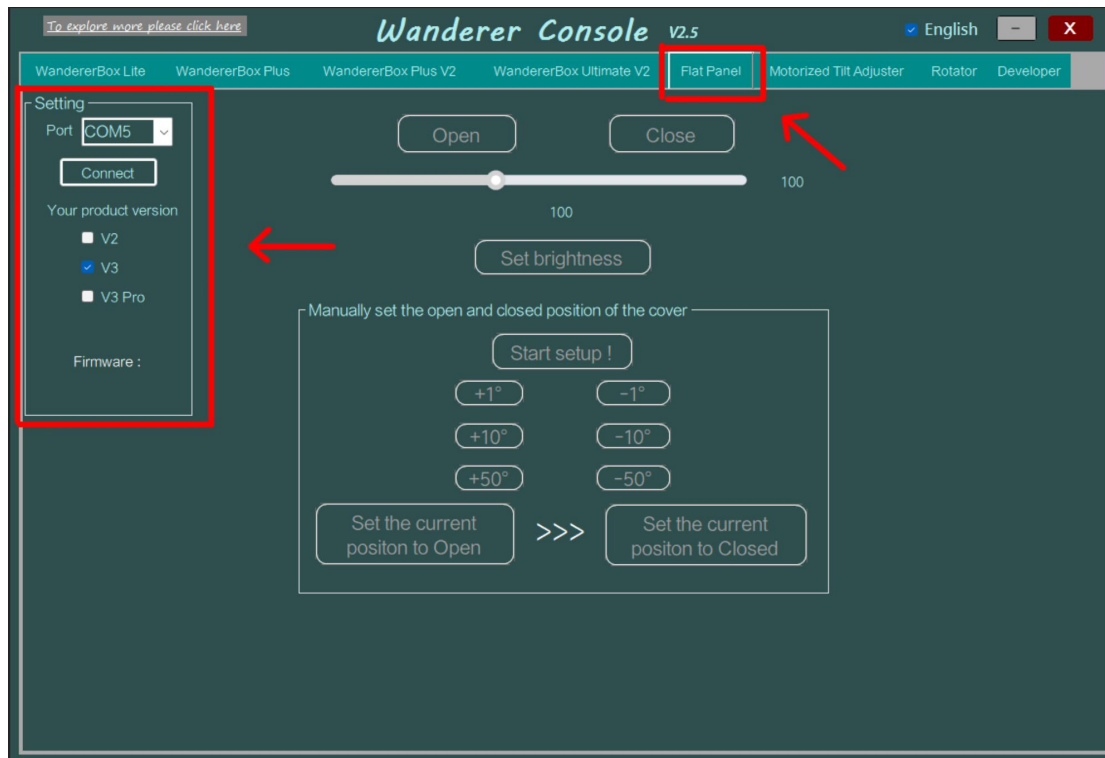 To explore more please click here
Wanderer Console V2.5
English
-
X
WandererBox Lite
WandererBox Plus
WandererBox Plus V2
WandererBox Ultimate V2
Flat Panel
Motorized Tilt Adjuster
Rotator
Developer
Setting
Port COM5
Connect
Your product version
V2
V3
V3 Pro
Firmware :
Open
Close
100
100
Set brightness
Manually set the open and closed position of the cover
Start setup !
+1°
-1°
+10°
-10°
+50°
-50°
Set the current
positon to Open
>>>
Set the current
positon to Closed